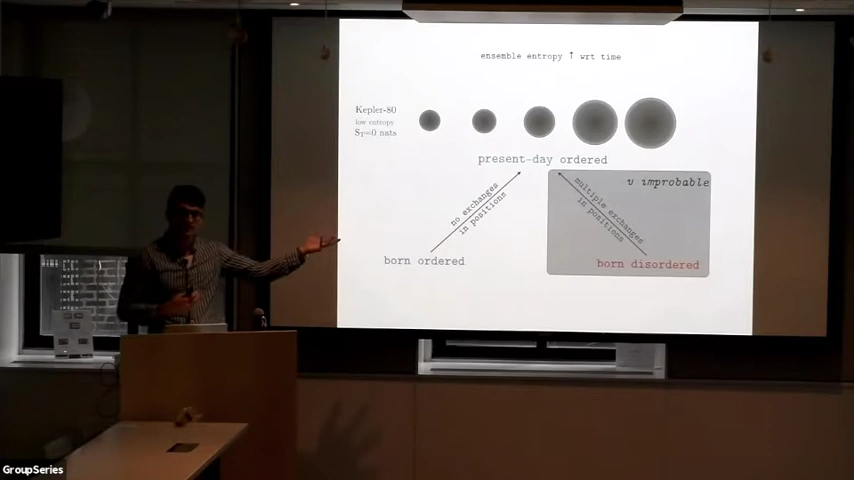 ensemble entropy ↑ wrt time
Kepler-80
low entropy
S_T=0 nats
present-day ordered
v improbable
no exchanges
in positions
multiple exchanges
in positions
born ordered
born disordered
GroupSeries